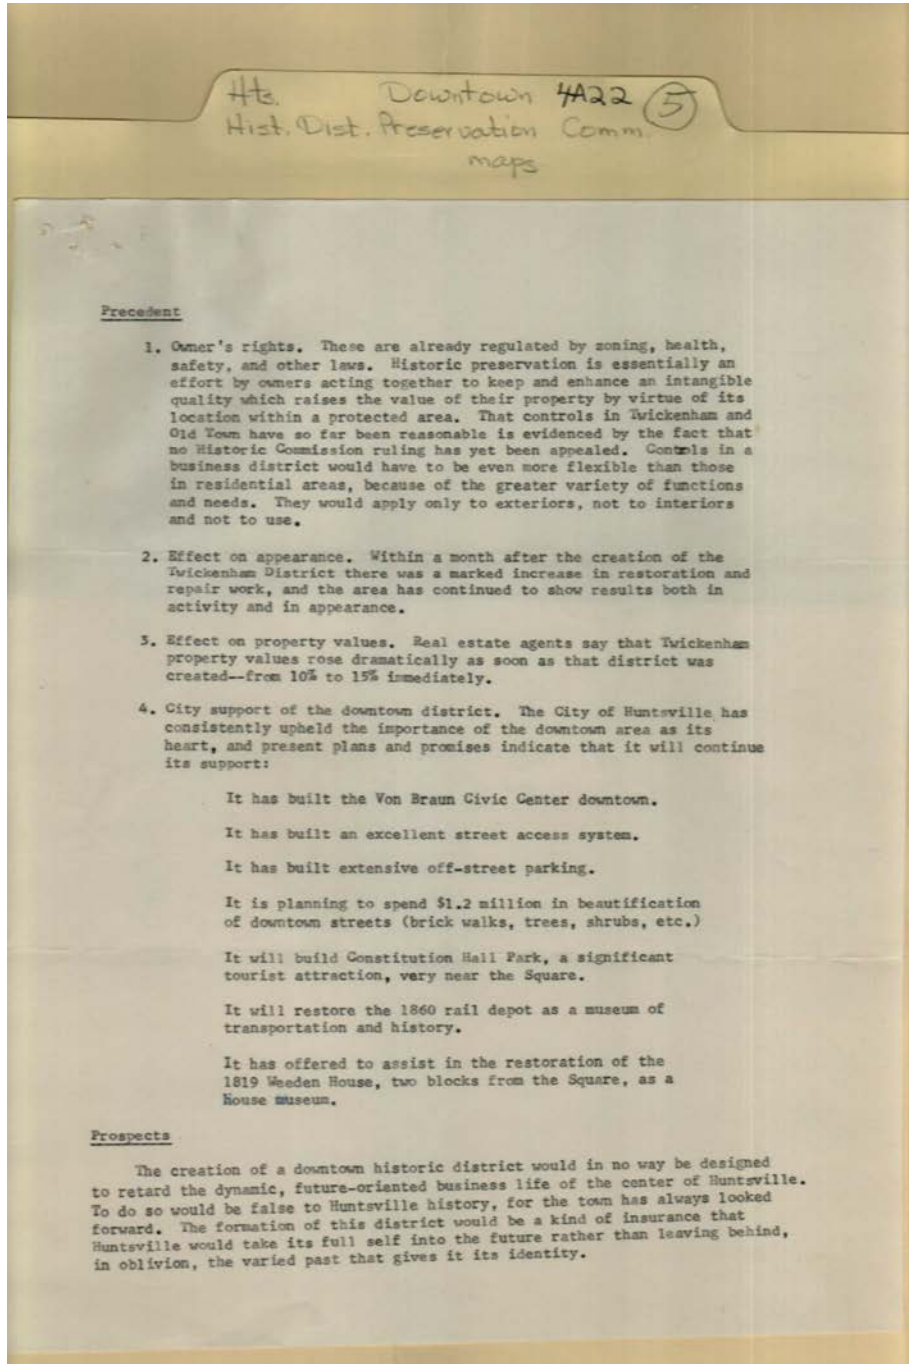 Hts. Downtown 4A22 5
Hist. Dist. Preservation Comm.
maps
Precedent
1. Owner's rights. These are already regulated by zoning, health,
safety, and other laws. Historic preservation is essentially an
effort by owners acting together to keep and enhance an intangible
quality which raises the value of their property by virtue of its
location within a protected area. That controls in Twickenham and
Old Town have so far been reasonable is evidenced by the fact that
no Historic Commission ruling has yet been appealed. Controls in a
business district would have to be even more flexible than those
in residential areas, because of the greater variety of functions
and needs. They would apply only to exteriors, not to interiors
and not to use.
2. Effect on appearance. Within a month after the creation of the
Twickenham District there was a marked increase in restoration and
repair work, and the area has continued to show results both in
activity and in appearance.
3. Effect on property values. Real estate agents say that Twickenham
property values rose dramatically as soon as that district was
created--from 10% to 15% immediately.
4. City support of the downtown district. The City of Huntsville has
consistently upheld the importance of the downtown area as its
heart, and present plans and promises indicate that it will continue
its support:
It has built the Von Braun Civic Center downtown.
It has built an excellent street access system.
It has built extensive off-street parking.
It is planning to spend $1.2 million in beautification
of downtown streets (brick walks, trees, shrubs, etc.)
It will build Constitution Hall Park, a significant
tourist attraction, very near the Square.
It will restore the 1860 rail depot as a museum of
transportation and history.
It has offered to assist in the restoration of the
1819 Weeden House, two blocks from the Square, as a
house museum.
Prospects
The creation of a downtown historic district would in no way be designed
to retard the dynamic, future-oriented business life of the center of Huntsville.
To do so would be false to Huntsville history, for the town has always looked
forward. The formation of this district would be a kind of insurance that
Huntsville would take its full self into the future rather than leaving behind,
in oblivion, the varied past that gives it its identity.